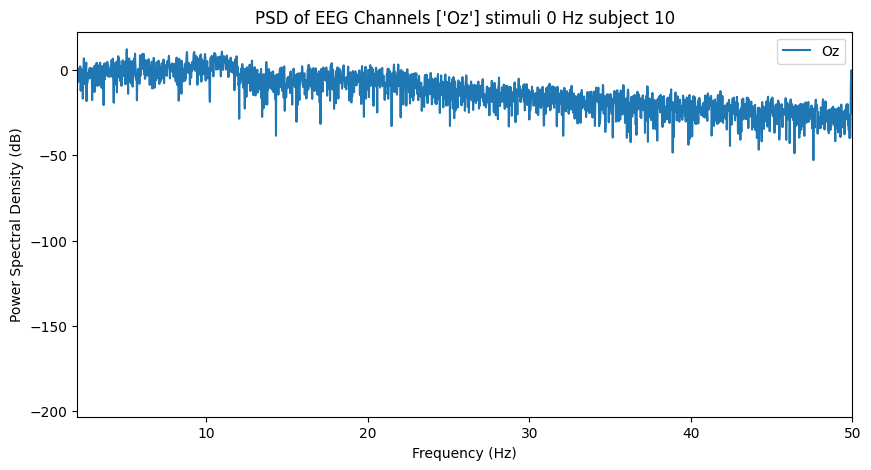 PSD of EEG Channels ['Oz'] stimuli 0 Hz subject 10
Oz
Power Spectral Density (dB)
0
−50
−100
−150
−200
10
20
30
40
50
Frequency (Hz)